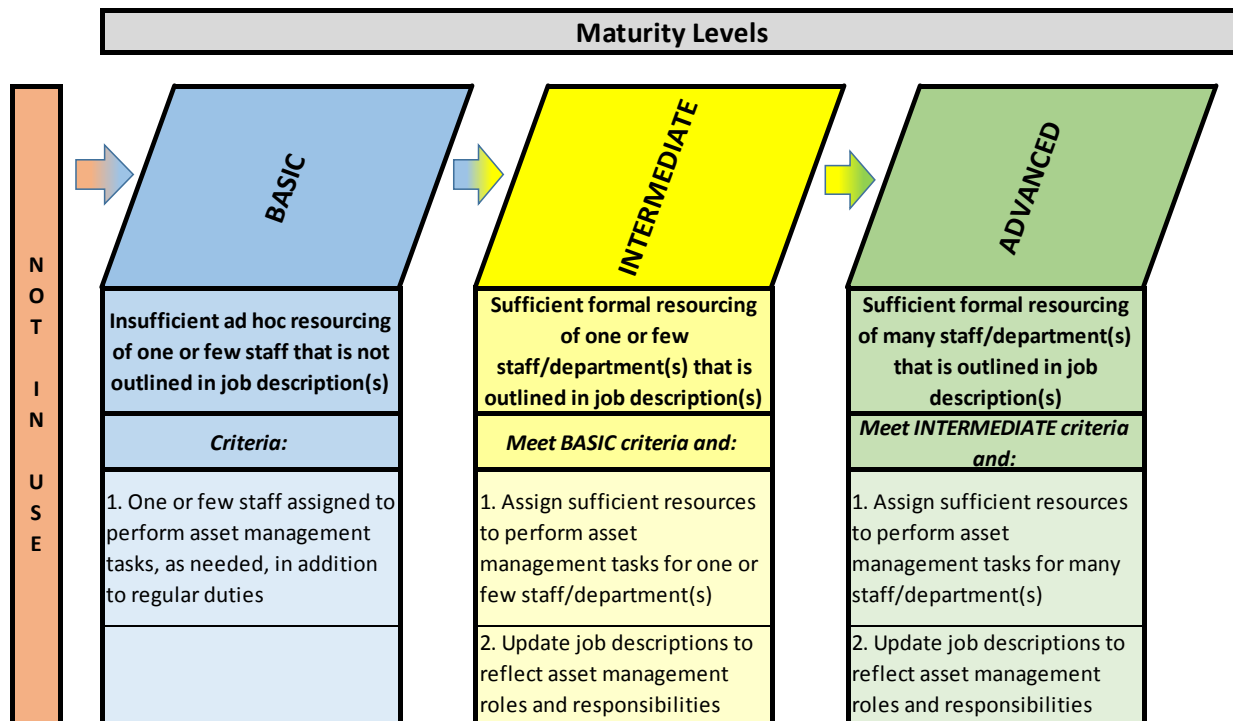 Maturity Levels
NOT IN USE
BASIC
Insufficient ad hoc resourcing
of one or few staff that is not
outlined in job description(s)
Criteria:
1. One or few staff assigned to
perform asset management
tasks, as needed, in addition
to regular duties
INTERMEDIATE
Sufficient formal resourcing
of one or few
staff/department(s) that is
outlined in job description(s)
Meet BASIC criteria and:
1. Assign sufficient resources
to perform asset
management tasks for one or
few staff/department(s)
2. Update job descriptions to
reflect asset management
roles and responsibilities
ADVANCED
Sufficient formal resourcing
of many staff/department(s)
that is outlined in job
description(s)
Meet INTERMEDIATE criteria
and:
1. Assign sufficient resources
to perform asset
management tasks for many
staff/department(s)
2. Update job descriptions to
reflect asset management
roles and responsibilities